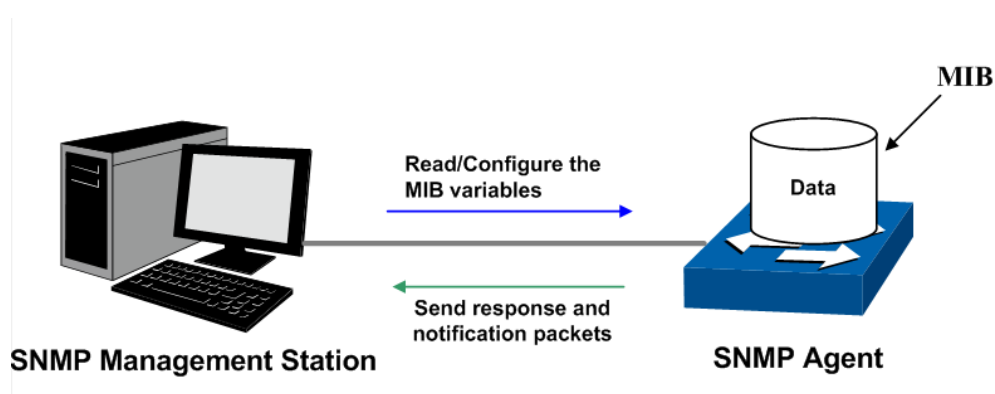 MIB
Read/Configure the
MIB variables
Data
Send response and
notification packets
SNMP Management Station
SNMP Agent